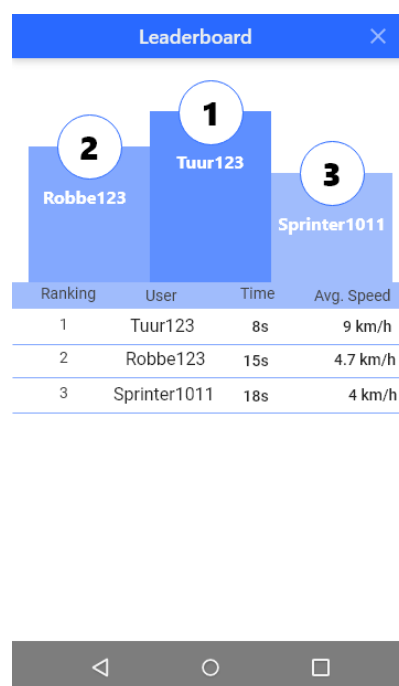 Leaderboard
1
2
Tuur123
3
Robbe123
Sprinter1011
Ranking User Time Avg. Speed
1 Tuur123 8s 9 km/h
2 Robbe123 15s 4.7 km/h
3 Sprinter1011 18s 4 km/h